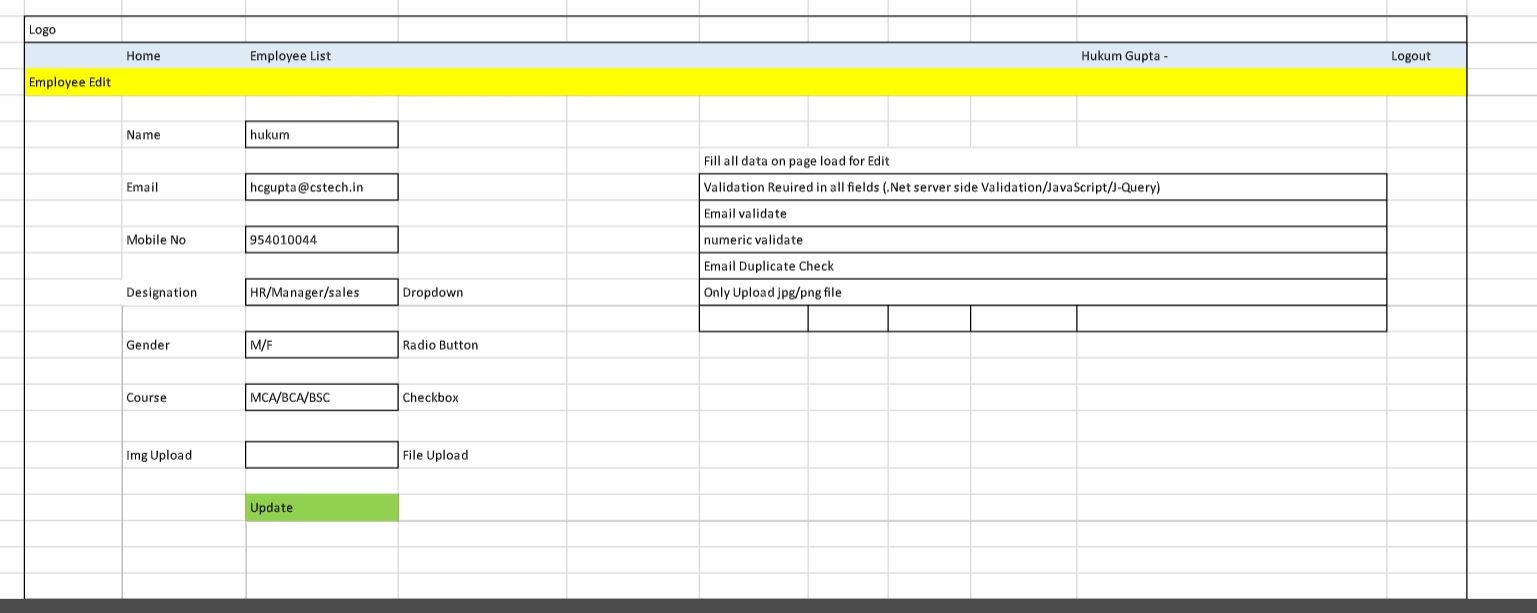 Logo
Home Employee List Hukum Gupta - Logout
Employee Edit
Name hukum
Fill all data on page load for Edit
Email hcgupta@cstech.in Validation Reuired in all fields (.Net server side Validation/JavaScript/J-Query)
Email validate
Mobile No 954010044 numeric validate
Email Duplicate Check
Designation HR/Manager/sales Dropdown Only Upload jpg/png file
Gender M/F Radio Button
Course MCA/BCA/BSC Checkbox
Img Upload File Upload
Update